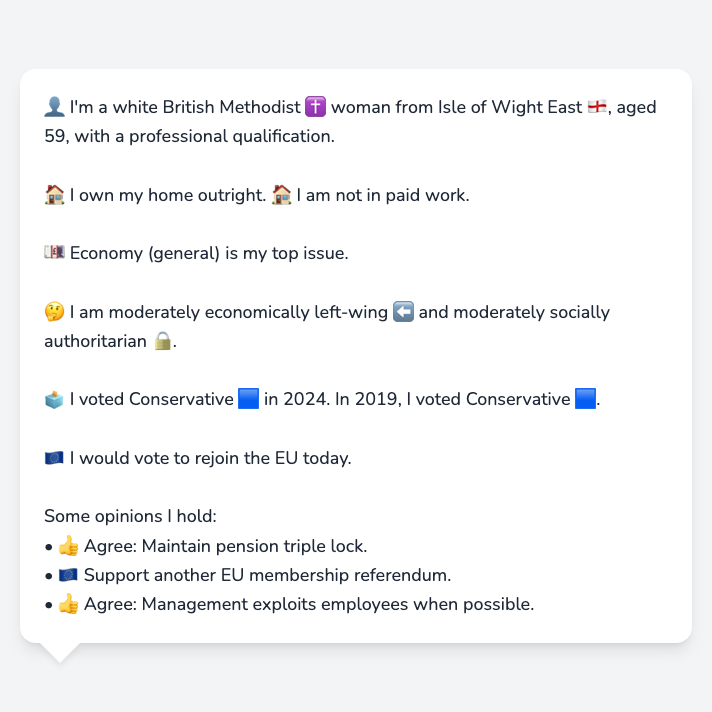 👤 I'm a white British Methodist ✝️ woman from Isle of Wight East 🏴󠁧󠁢󠁥󠁮󠁧󠁿, aged
59, with a professional qualification.
🏠 I own my home outright. 🏠 I am not in paid work.
💷 Economy (general) is my top issue.
🤔 I am moderately economically left-wing ⬅️ and moderately socially
authoritarian 🔒.
🗳️ I voted Conservative 🟦 in 2024. In 2019, I voted Conservative 🟦.
🇪🇺 I would vote to rejoin the EU today.
Some opinions I hold:
• 👍 Agree: Maintain pension triple lock.
• 🇪🇺 Support another EU membership referendum.
• 👍 Agree: Management exploits employees when possible.